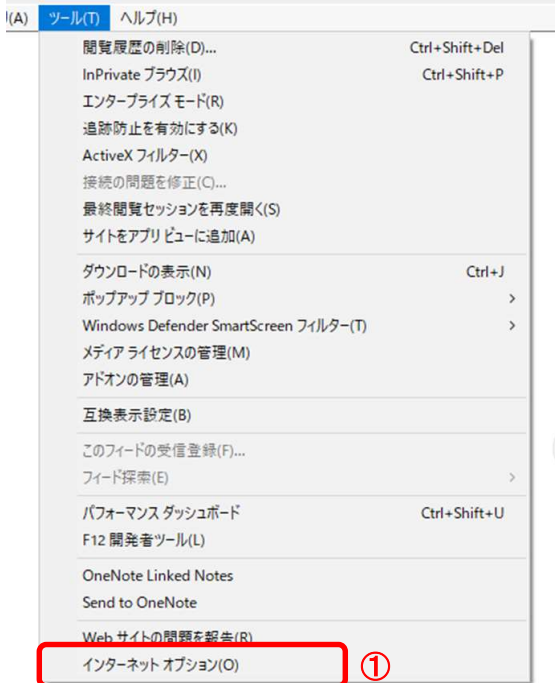 (A) ツール(T) ヘルプ(H)
閲覧履歴の削除(D)... Ctrl+Shift+Del
InPrivate ブラウズ(I) Ctrl+Shift+P
エンタープライズ モード(R)
追跡防止を有効にする(K)
ActiveX フィルター(X)
接続の問題を修正(C)...
最終閲覧セッションを再度開く(S)
サイトをアプリ ビューに追加(A)
ダウンロードの表示(N) Ctrl+J
ポップアップ ブロック(P)
Windows Defender SmartScreen フィルター(T)
メディア ライセンスの管理(M)
アドオンの管理(A)
互換表示設定(B)
このフィードの受信登録(F)...
フィード探索(E)
パフォーマンス ダッシュボード Ctrl+Shift+U
F12 開発者ツール(L)
OneNote Linked Notes
Send to OneNote
Web サイトの問題を報告(R)
インターネット オプション(O) ①